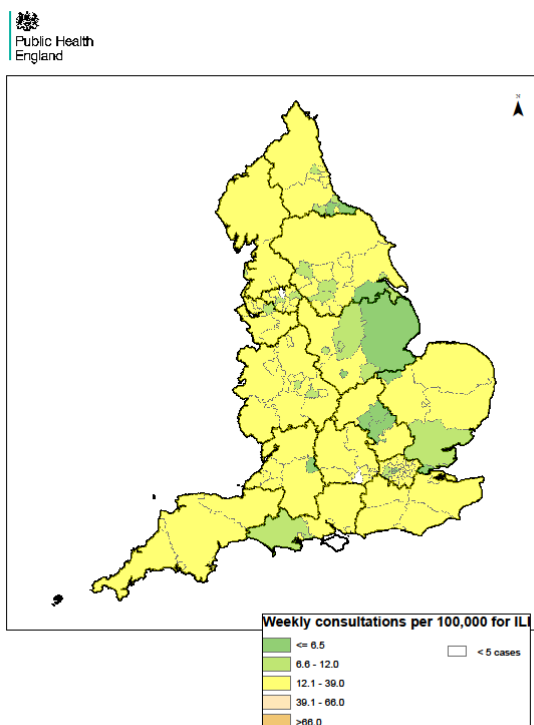 Public Health
England
N
Weekly consultations per 100,000 for ILI
<= 6.5
< 5 cases
6.6 - 12.0
12.1 - 39.0
39.1 - 66.0
>66.0